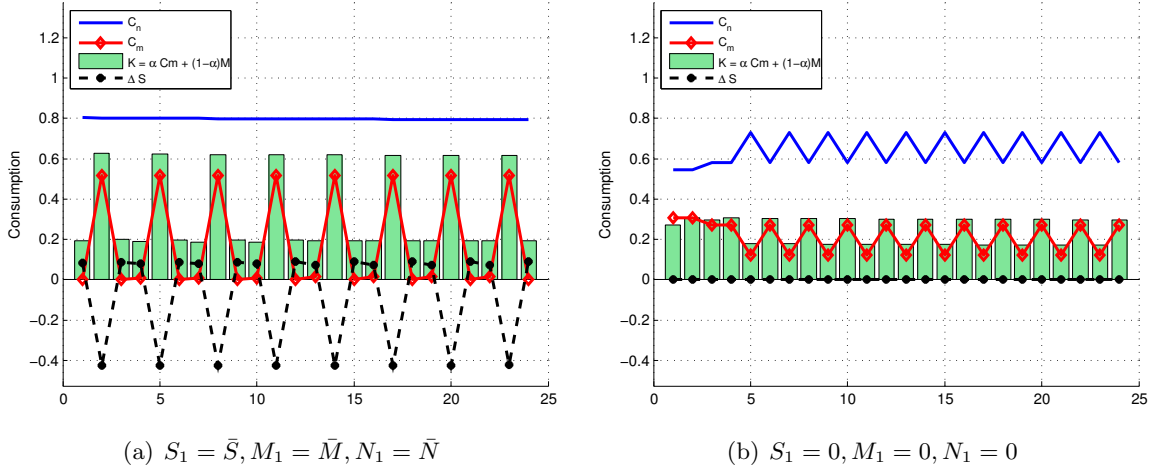 C_n
C_m
K = α Cm + (1−α)M
Δ S
Consumption
1.2
1
0.8
0.6
0.4
0.2
0
−0.2
−0.4
0 5 10 15 20 25
(a) S_1 = S̄, M_1 = M̄, N_1 = N̄
C_n
C_m
K = α Cm + (1−α)M
Δ S
Consumption
1.2
1
0.8
0.6
0.4
0.2
0
−0.2
−0.4
0 5 10 15 20 25
(b) S_1 = 0, M_1 = 0, N_1 = 0